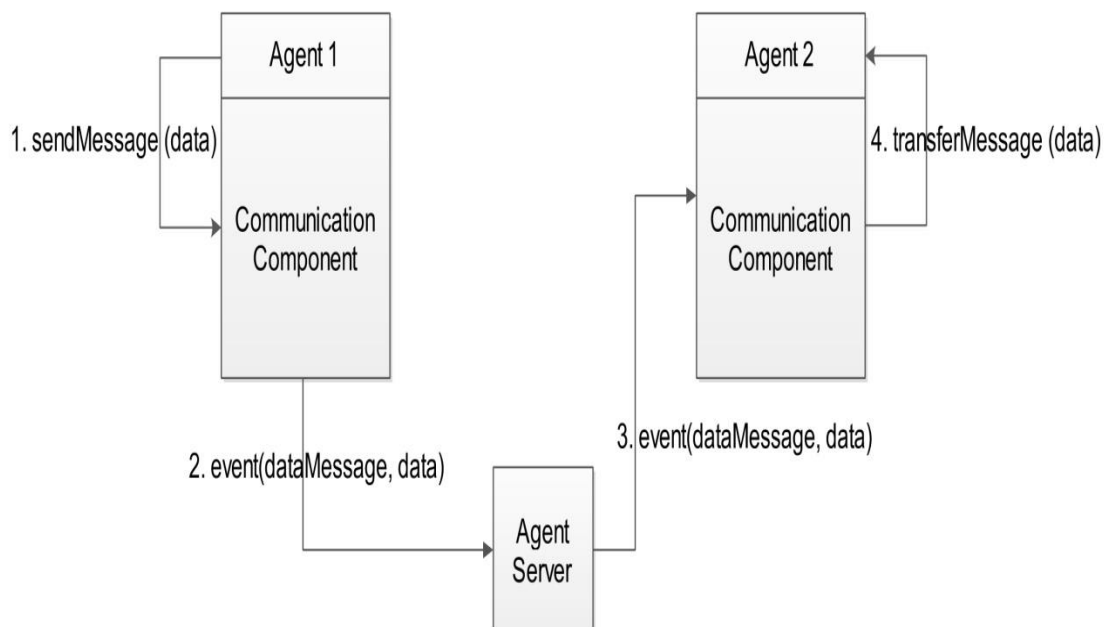 Agent 1
1. sendMessage (data)
Communication
Component
2. event(dataMessage, data)
Agent
Server
3. event(dataMessage, data)
Agent 2
Communication
Component
4. transferMessage (data)